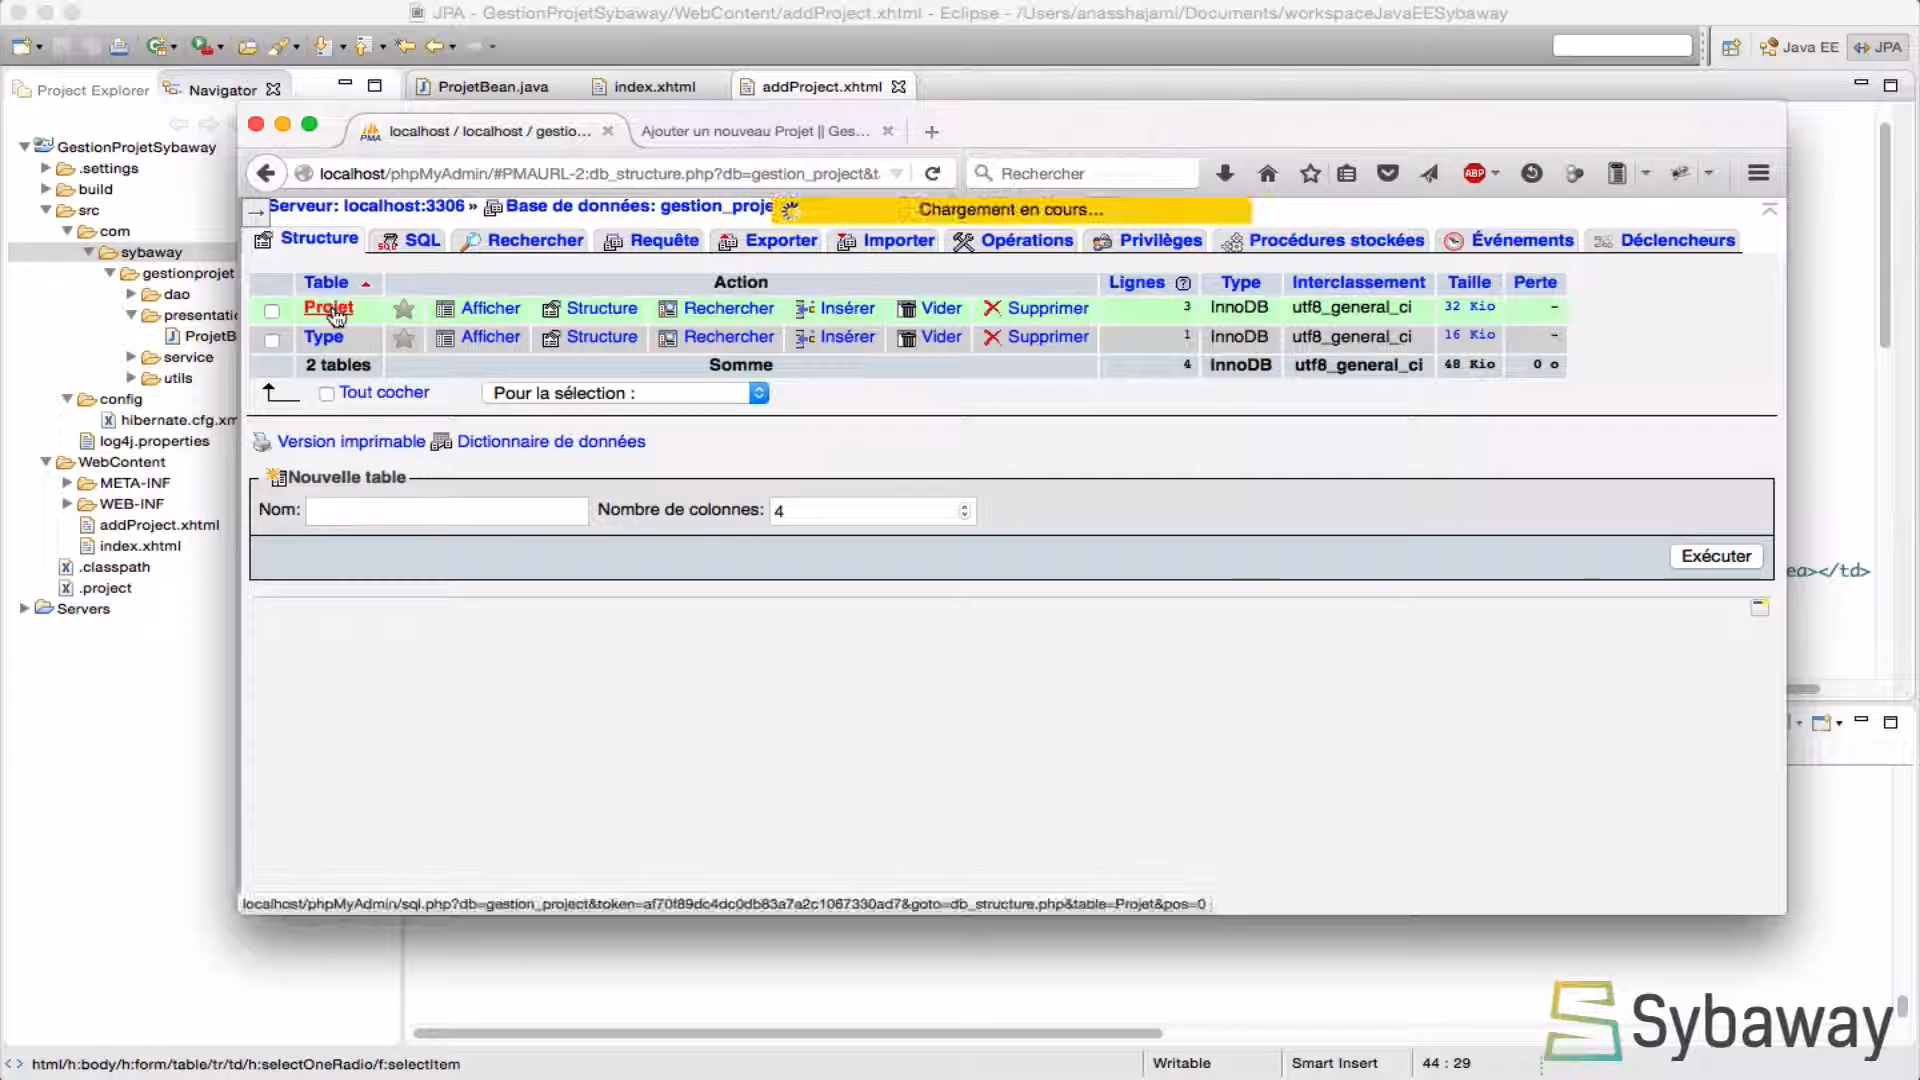 JPA - GestionProjetSybaway/WebContent/addProject.xhtml - Eclipse - /Users/anasshajami/Documents/workspaceJavaEESybaway
Java EE
JPA
Project Explorer
Navigator
ProjetBean.java
index.xhtml
addProject.xhtml
GestionProjetSybaway
.settings
build
src
com
sybaway
gestionprojet
dao
presentatio
ProjetB
service
utils
config
hibernate.cfg.xm
log4j.properties
WebContent
META-INF
WEB-INF
addProject.xhtml
index.xhtml
.classpath
.project
Servers
PMA
localhost / localhost / gestio...
Ajouter un nouveau Projet || Ges...
localhost/phpMyAdmin/#PMAURL-2:db_structure.php?db=gestion_project&t
Rechercher
ABP
Serveur: localhost:3306 » Base de données: gestion_proje
Chargement en cours...
Structure
SQL
Rechercher
Requête
Exporter
Importer
Opérations
Privilèges
Procédures stockées
Événements
Déclencheurs
Table Action Lignes Type Interclassement Taille Perte
Projet Afficher Structure Rechercher Insérer Vider Supprimer 3 InnoDB utf8_general_ci 32 Kio -
Type Afficher Structure Rechercher Insérer Vider Supprimer 1 InnoDB utf8_general_ci 16 Kio -
2 tables Somme 4 InnoDB utf8_general_ci 48 Kio 0 o
Tout cocher
Pour la sélection :
Version imprimable
Dictionnaire de données
Nouvelle table
Nom:
Nombre de colonnes: 4
Exécuter
ea></td>
localhost/phpMyAdmin/sql.php?db=gestion_project&token=af70f89dc4dc0db83a7a2c1067330ad7&goto=db_structure.php&table=Projet&pos=0
Sybaway
html/h:body/h:form/table/tr/td/h:selectOneRadio/f:selectItem
Writable
Smart Insert
44 : 29